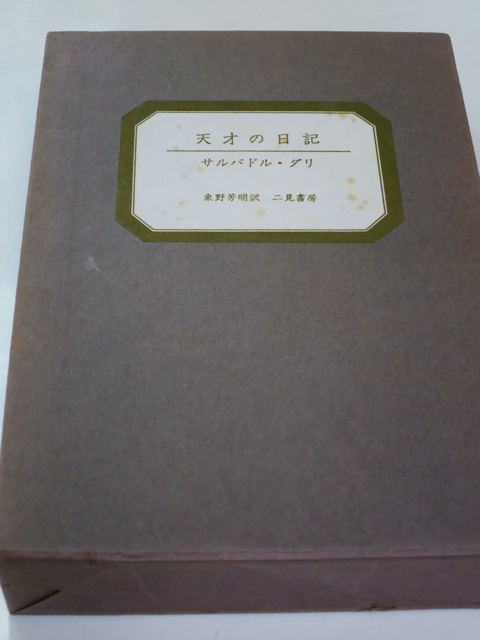 天才の日記
サルバドル・ダリ
東野芳明訳 二見書房